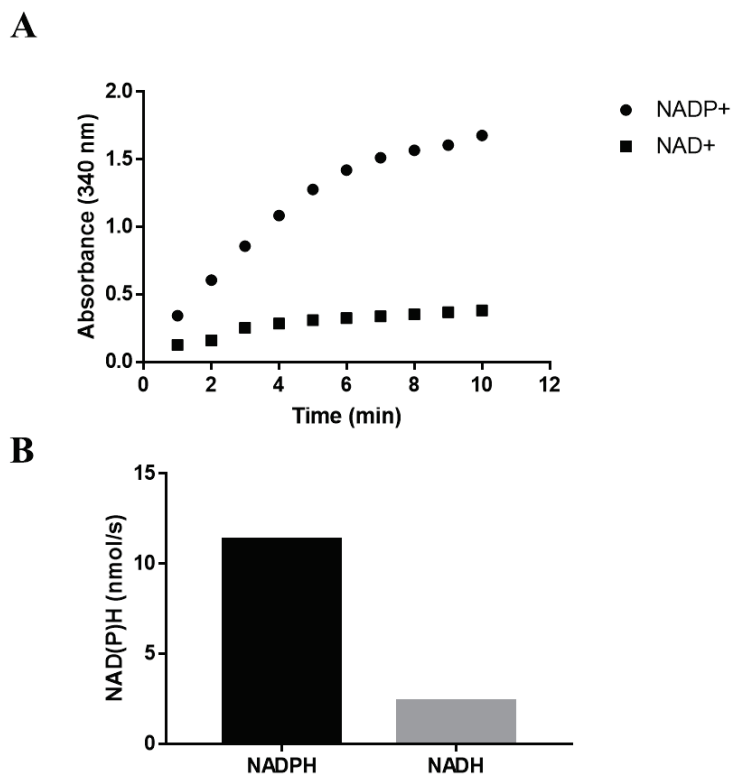 A
2.0
1.5
1.0
0.5
0.0
Absorbance (340 nm)
0 2 4 6 8 10 12
Time (min)
NADP+
NAD+
B
15
10
5
0
NAD(P)H (nmol/s)
NADPH NADH